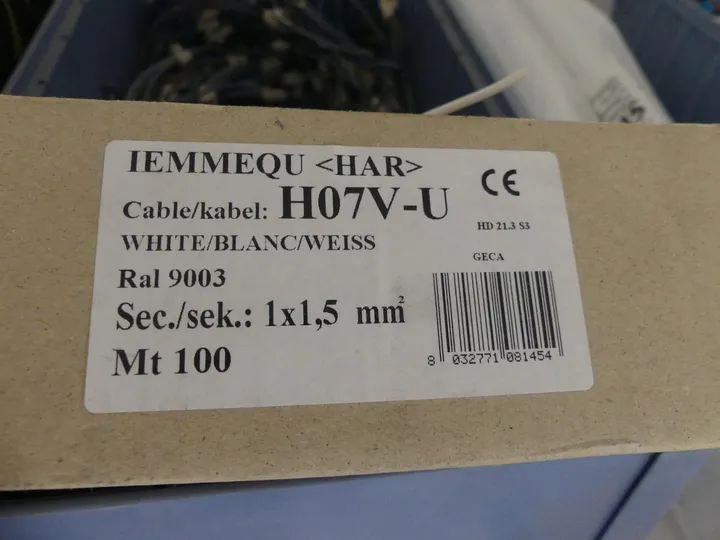 IEMMEQU <HAR>
CE
Cable/kabel: H07V-U
HD 21.3 S3
WHITE/BLANC/WEISS
GECA
Ral 9003
Sec./sek.: 1x1,5 mm²
Mt 100
8 032771 081454